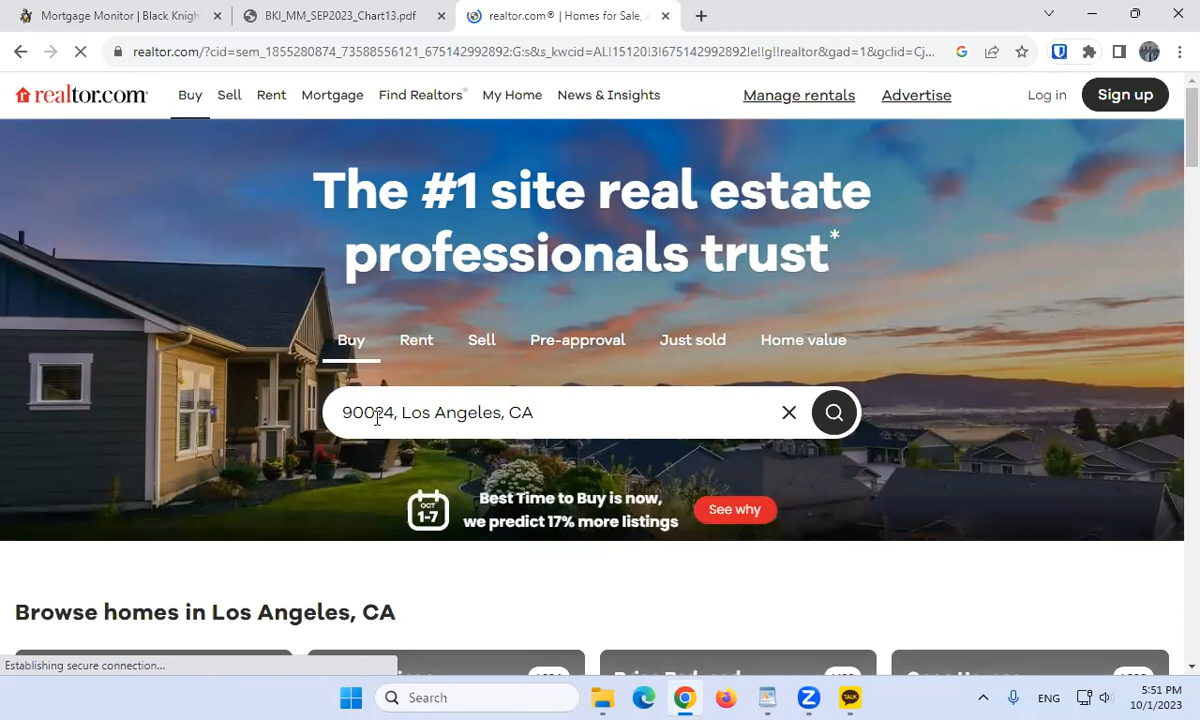 Mortgage Monitor | Black Knigh
BKI_MM_SEP2023_Chart13.pdf
realtor.com® | Homes for Sale,
realtor.com/?cid=sem_1855280874_73588556121_675142992892:G:s&s_kwcid=AL!15120!3!675142992892!e!!g!!realtor&gad=1&gclid=Cj...
realtor.com
Buy Sell Rent Mortgage Find Realtors® My Home News & Insights Manage rentals Advertise Log in Sign up
The #1 site real estate
professionals trust*
Buy Rent Sell Pre-approval Just sold Home value
90024, Los Angeles, CA
OCT
1-7
Best Time to Buy is now,
we predict 17% more listings
See why
Browse homes in Los Angeles, CA
Establishing secure connection...
Search
TALK
ENG
5:51 PM
10/1/2023